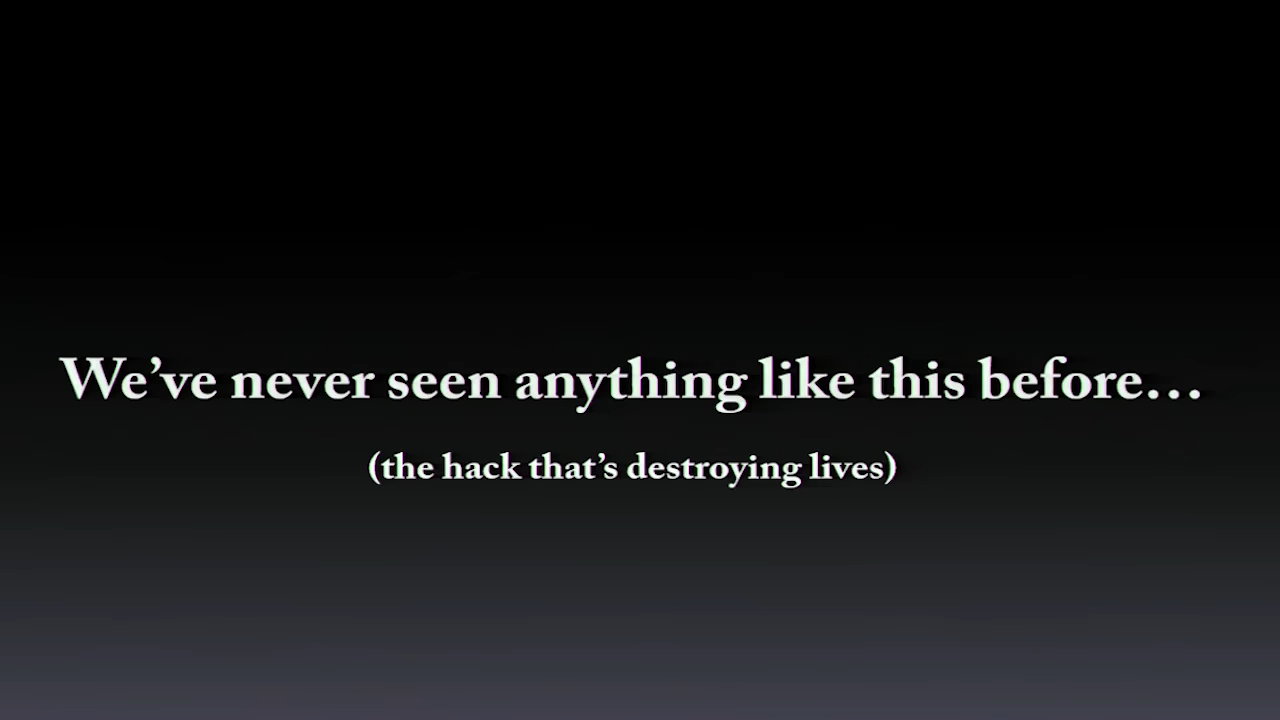 We’ve never seen anything like this before…
(the hack that’s destroying lives)